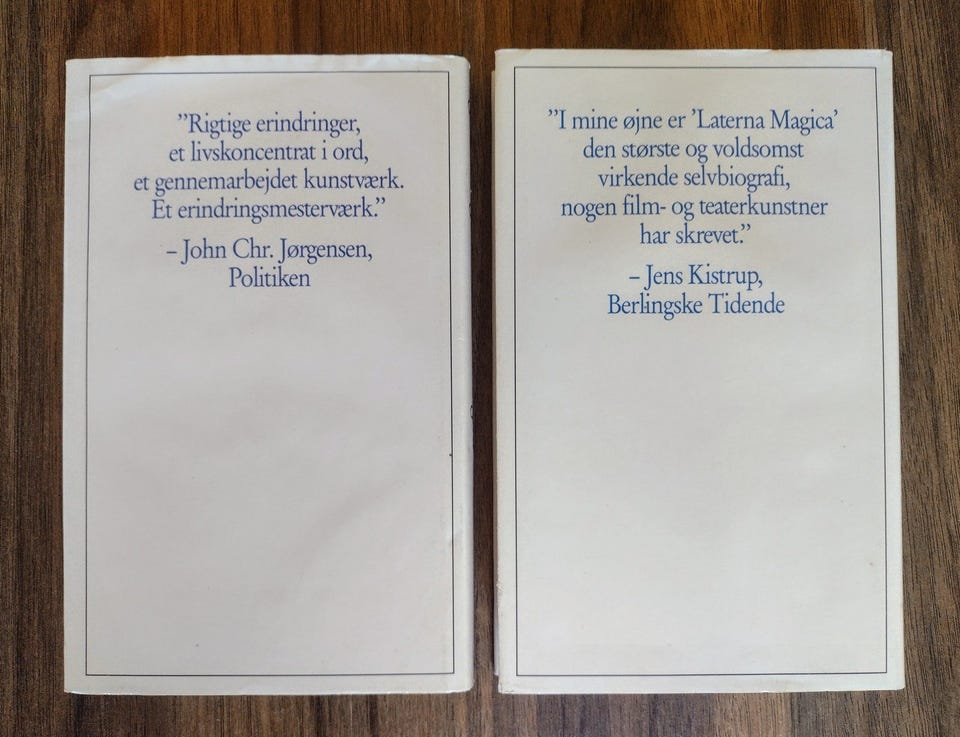 ”Rigtige erindringer,
et livskoncentrat i ord,
et gennemarbejdet kunstværk.
Et erindringsmesterværk.”
– John Chr. Jørgensen,
Politiken
”I mine øjne er ’Laterna Magica’
den største og voldsomst
virkende selvbiografi,
nogen film- og teaterkunstner
har skrevet.”
– Jens Kistrup,
Berlingske Tidende